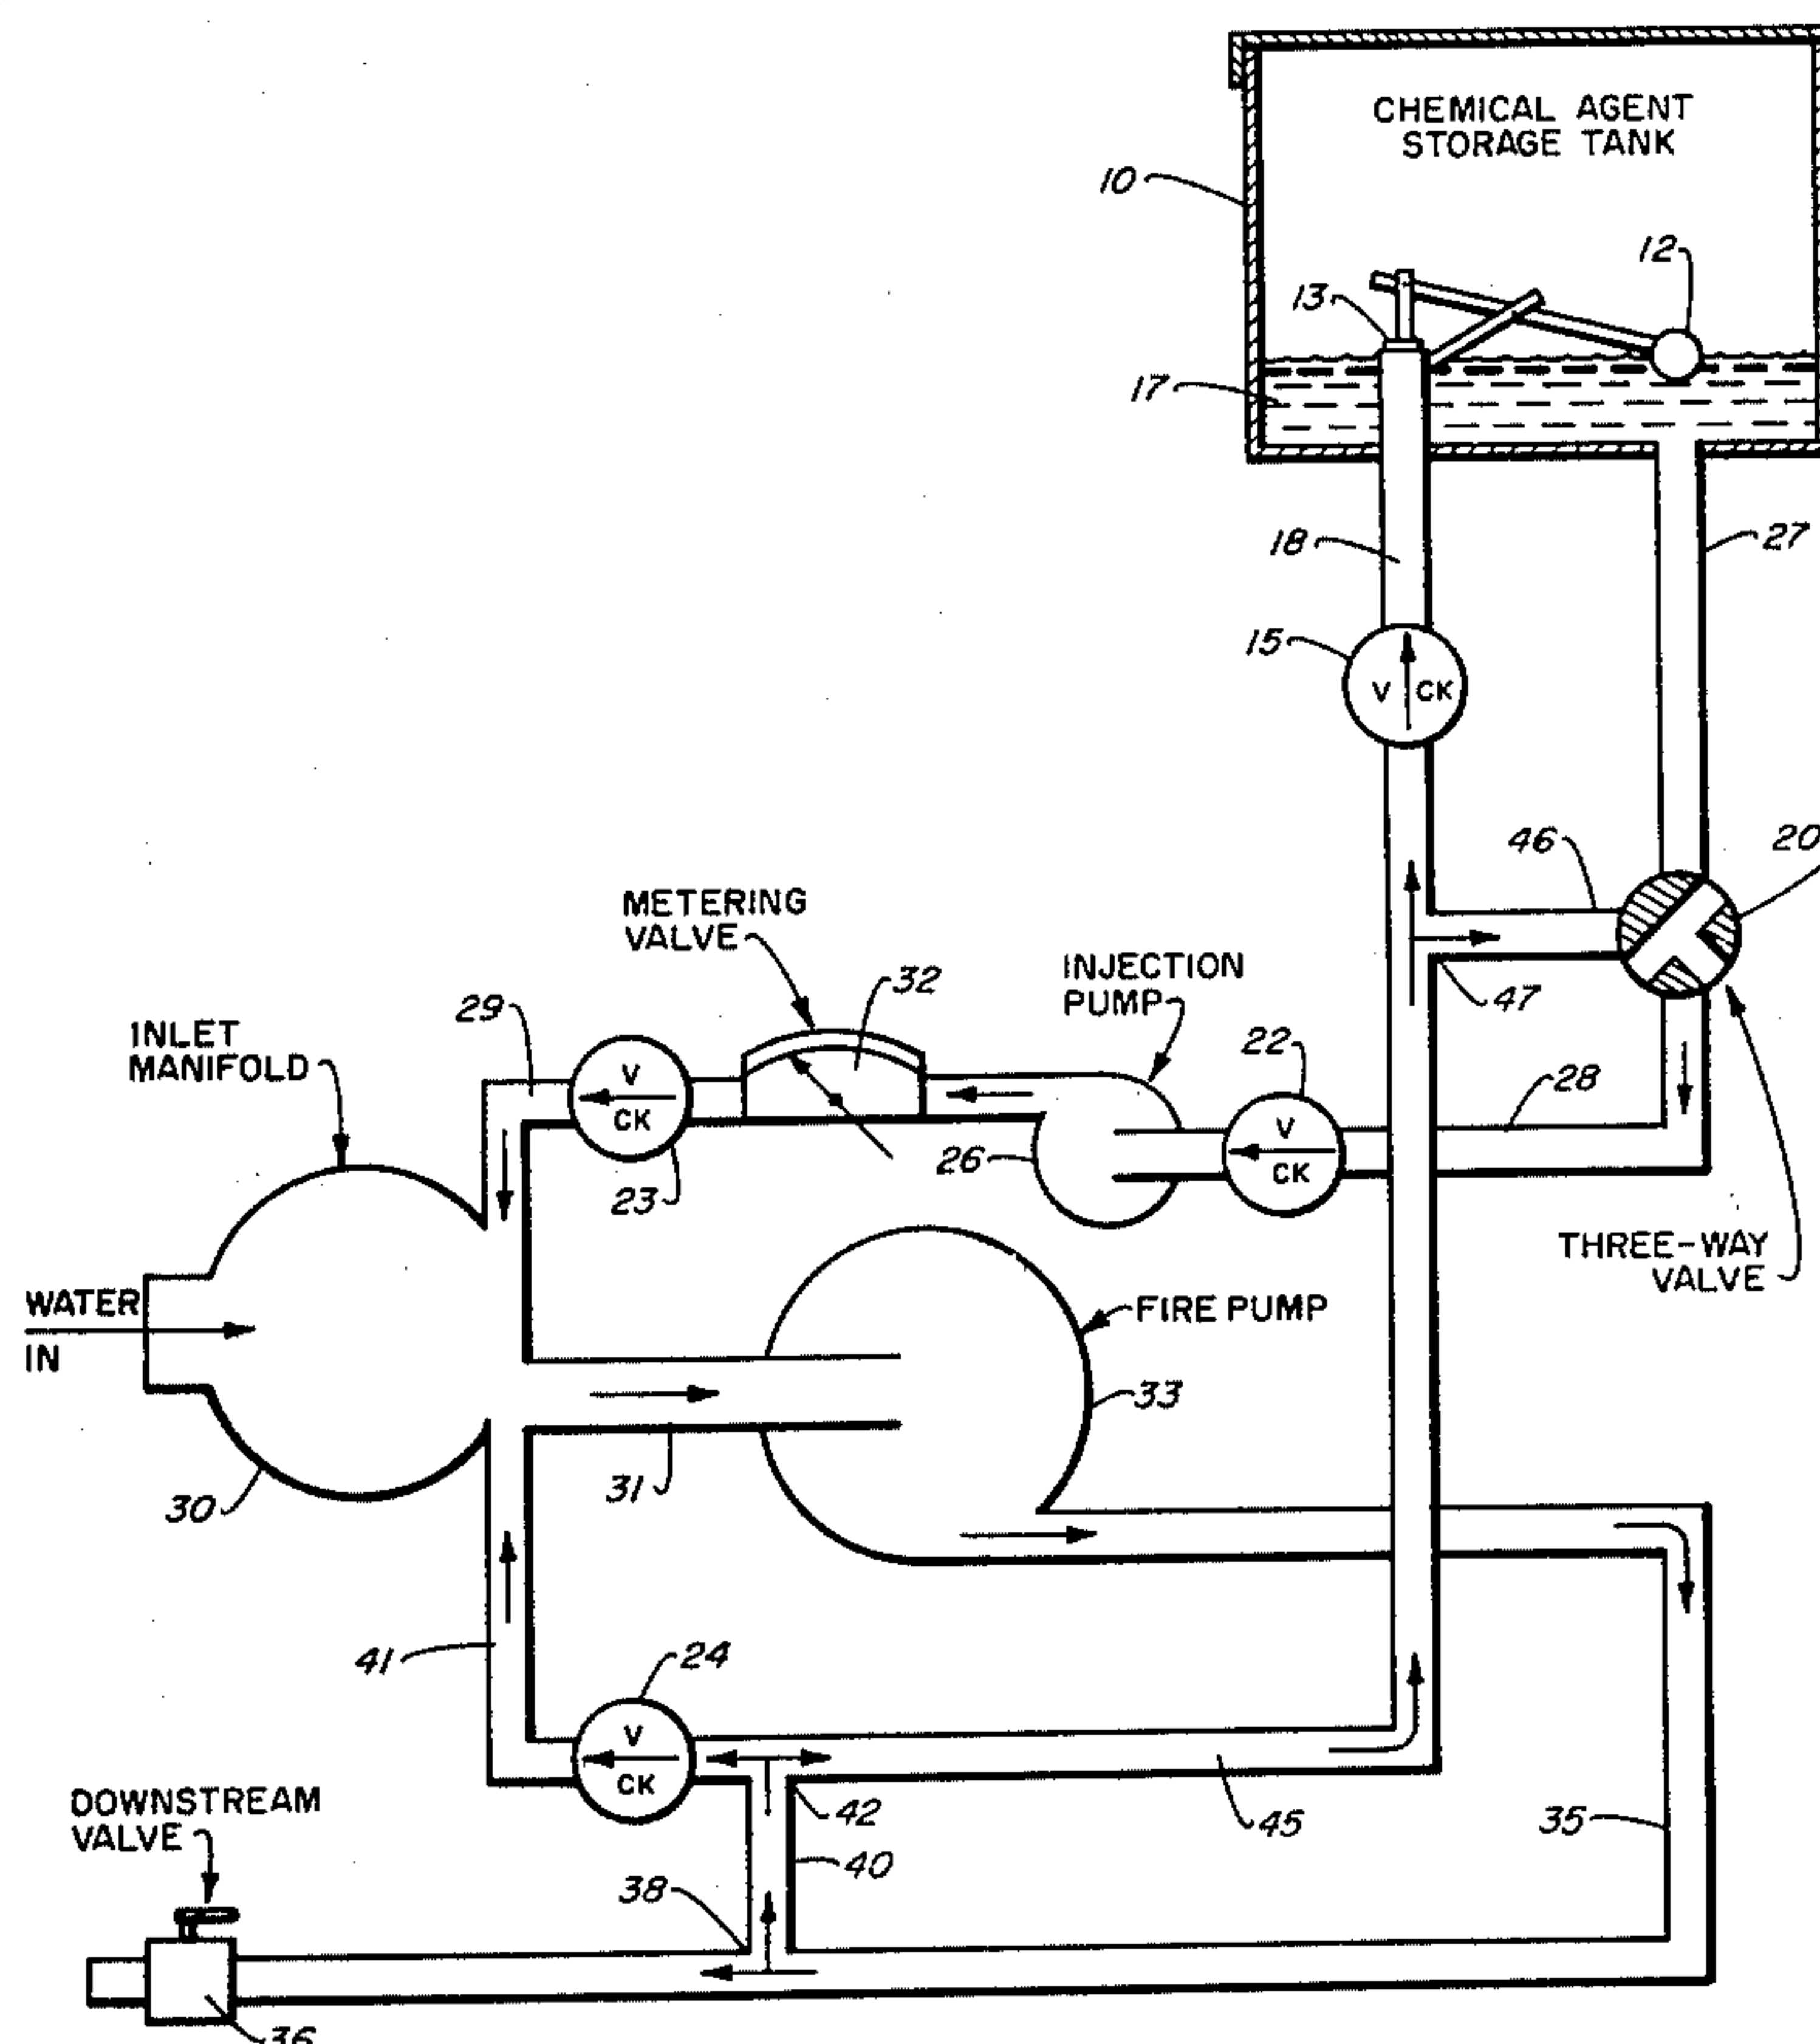 CHEMICAL AGENT
STORAGE TANK
10
12
13
17
18
27
15
V CK
46
20
METERING
VALVE
32
INJECTION
PUMP
47
29
INLET
MANIFOLD
V
CK
22
28
26
V
CK
23
THREE-WAY
VALVE
WATER
IN
FIRE PUMP
33
31
30
41
24
V
CK
DOWNSTREAM
VALVE
42
45
35
40
38
36